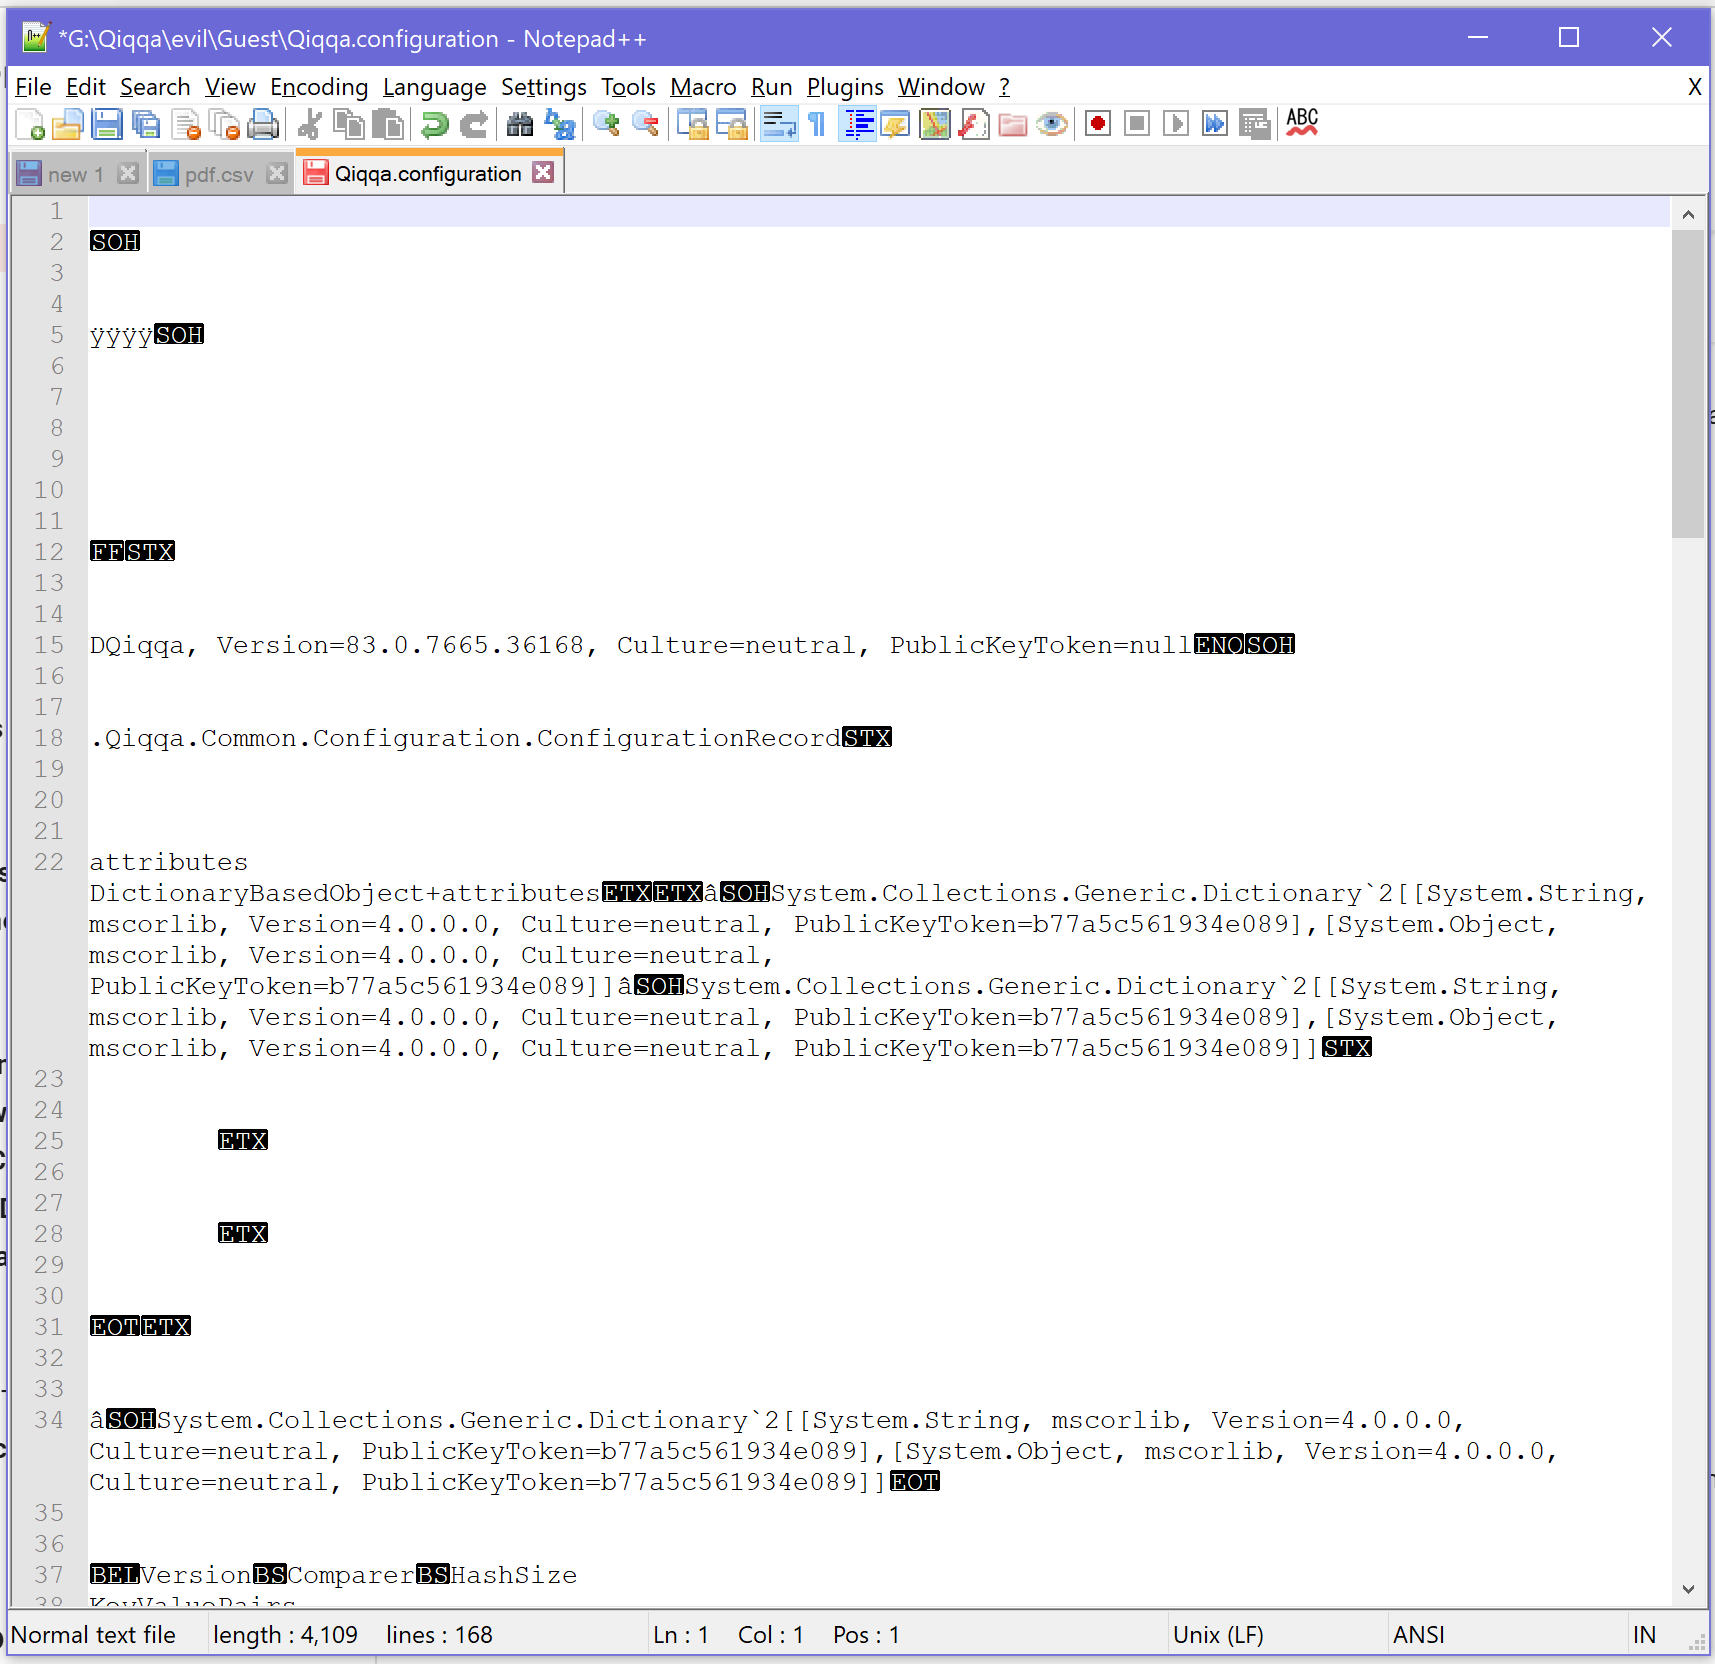 *G:\Qiqqa\evil\Guest\Qiqqa.configuration - Notepad++
File Edit Search View Encoding Language Settings Tools Macro Run Plugins Window ? X
ABC
new 1 pdf.csv Qiqqa.configuration
1
2 SOH
3
4
5 ÿÿÿÿSOH
6
7
8
9
10
11
12 FFSTX
13
14
15 DQiqqa, Version=83.0.7665.36168, Culture=neutral, PublicKeyToken=nullENQSOH
16
17
18 .Qiqqa.Common.Configuration.ConfigurationRecordSTX
19
20
21
22 attributes
DictionaryBasedObject+attributesETXETXâSOHSystem.Collections.Generic.Dictionary`2[[System.String,
mscorlib, Version=4.0.0.0, Culture=neutral, PublicKeyToken=b77a5c561934e089],[System.Object,
mscorlib, Version=4.0.0.0, Culture=neutral,
PublicKeyToken=b77a5c561934e089]]âSOHSystem.Collections.Generic.Dictionary`2[[System.String,
mscorlib, Version=4.0.0.0, Culture=neutral, PublicKeyToken=b77a5c561934e089],[System.Object,
mscorlib, Version=4.0.0.0, Culture=neutral, PublicKeyToken=b77a5c561934e089]]STX
23
24
25 ETX
26
27
28 ETX
29
30
31 EOTETX
32
33
34 âSOHSystem.Collections.Generic.Dictionary`2[[System.String, mscorlib, Version=4.0.0.0,
Culture=neutral, PublicKeyToken=b77a5c561934e089],[System.Object, mscorlib, Version=4.0.0.0,
Culture=neutral, PublicKeyToken=b77a5c561934e089]]EOT
35
36
37 BELVersionBSComparerBSHashSize
38 KeyValuePairs
Normal text file length : 4,109 lines : 168 Ln : 1 Col : 1 Pos : 1 Unix (LF) ANSI IN